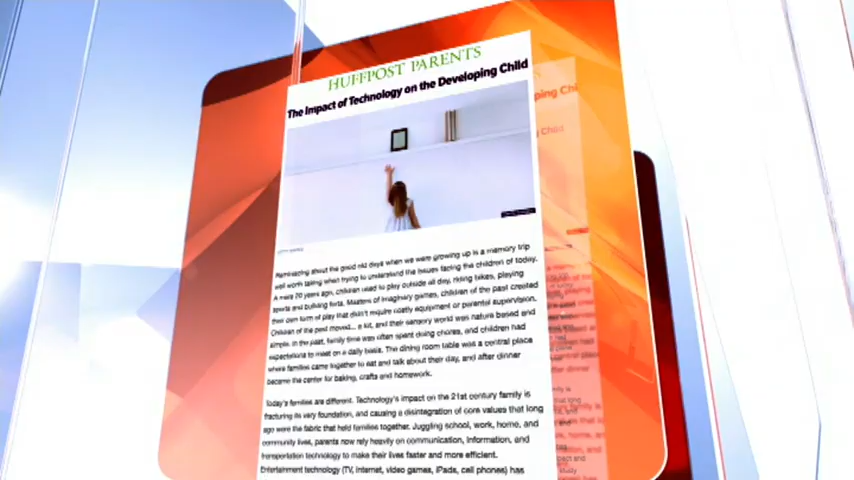 HUFFPOST PARENTS
The Impact of Technology on the Developing Child
Reminiscing about the good old days when we were growing up is a memory trip
well worth taking when trying to understand the issues facing the children of today.
A mere 20 years ago, children used to play outside all day, riding bikes, playing
sports and building forts. Masters of imaginary games, children of the past created
their own form of play that didn't require costly equipment or parental supervision.
Children of the past moved... a lot, and their sensory world was nature based and
simple. In the past, family time was often spent doing chores, and children had
expectations to meet on a daily basis. The dining room table was a central place
where families came together to eat and talk about their day, and after dinner
became the center for baking, crafts and homework.
Today's families are different. Technology's impact on the 21st century family is
fracturing its very foundation, and causing a disintegration of core values that long
ago were the fabric that held families together. Juggling school, work, home, and
community lives, parents now rely heavily on communication, information, and
transportation technology to make their lives faster and more efficient.
Entertainment technology (TV, internet, video games, iPads, cell phones) has